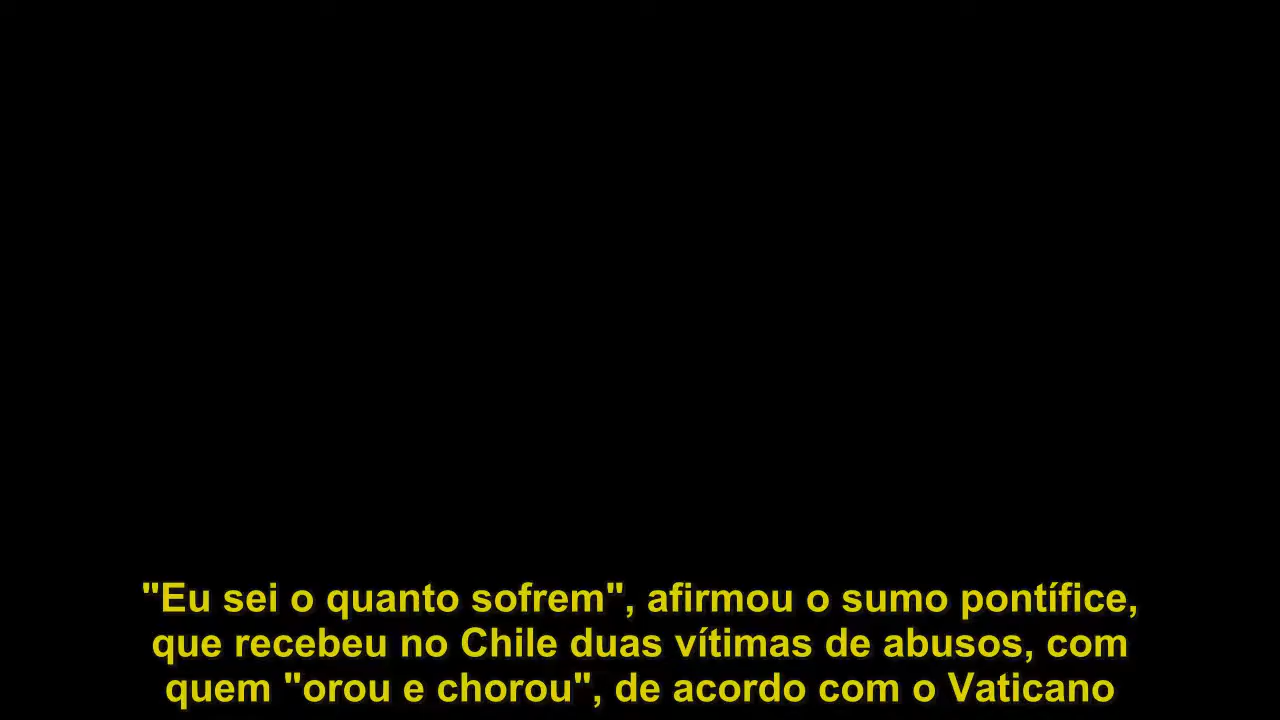 "Eu sei o quanto sofrem", afirmou o sumo pontífice,
que recebeu no Chile duas vítimas de abusos, com
quem "orou e chorou", de acordo com o Vaticano